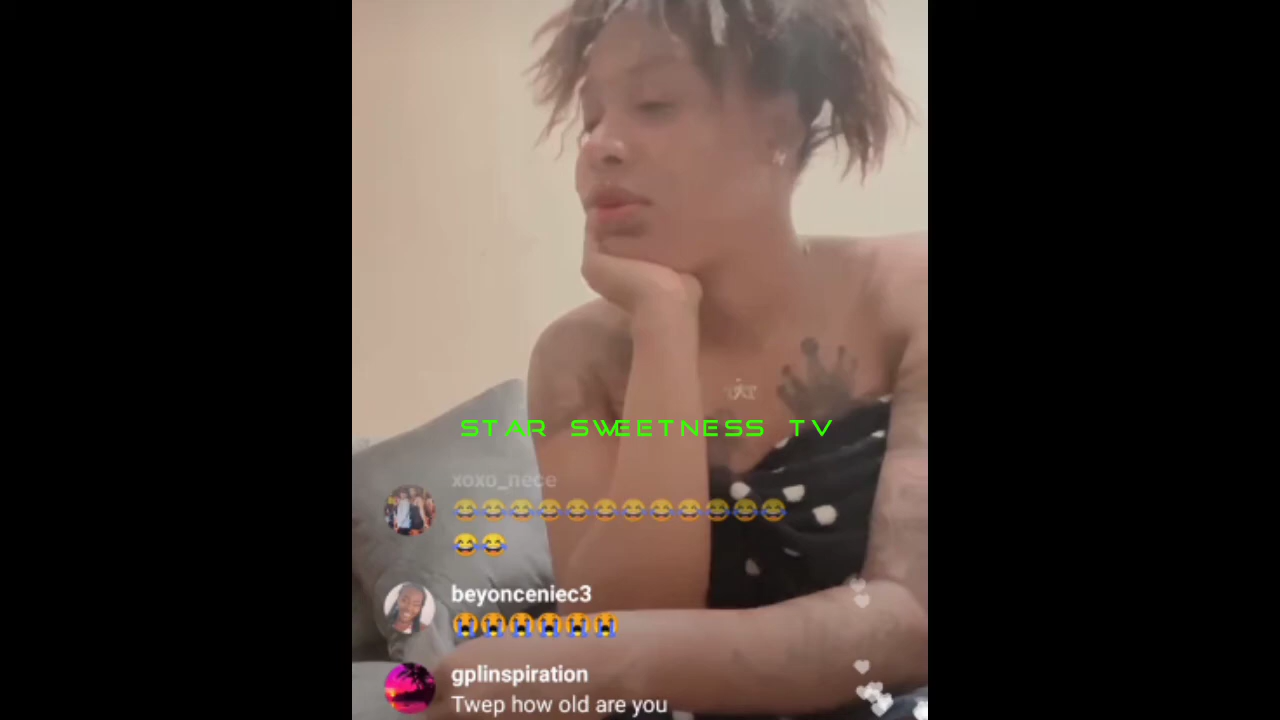 STAR SWEETNESS TV
xoxo_nece
😂😂😂😂😂😂😂😂😂😂😂😂
😂😂
beyonceniec3
😭😭😭😭😭😭
gplinspiration
Twep how old are you